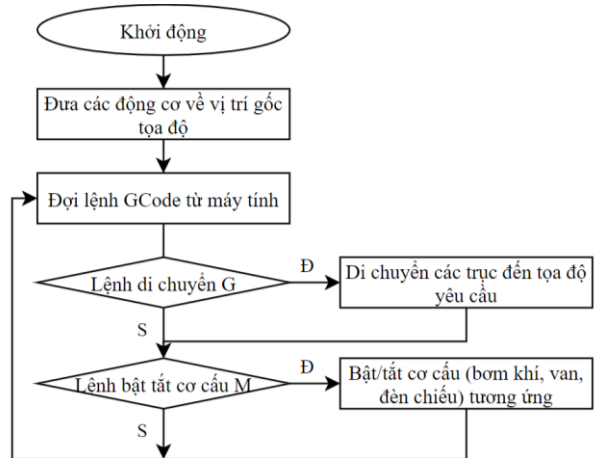 Khởi động
Đưa các động cơ về vị trí gốc
tọa độ
Đợi lệnh GCode từ máy tính
Lệnh di chuyển G
Đ
Di chuyển các trục đến tọa độ
yêu cầu
S
Lênh bật tắt cơ cấu M
Đ
Bật/tắt cơ cấu (bơm khí, van,
đèn chiếu) tương ứng
S